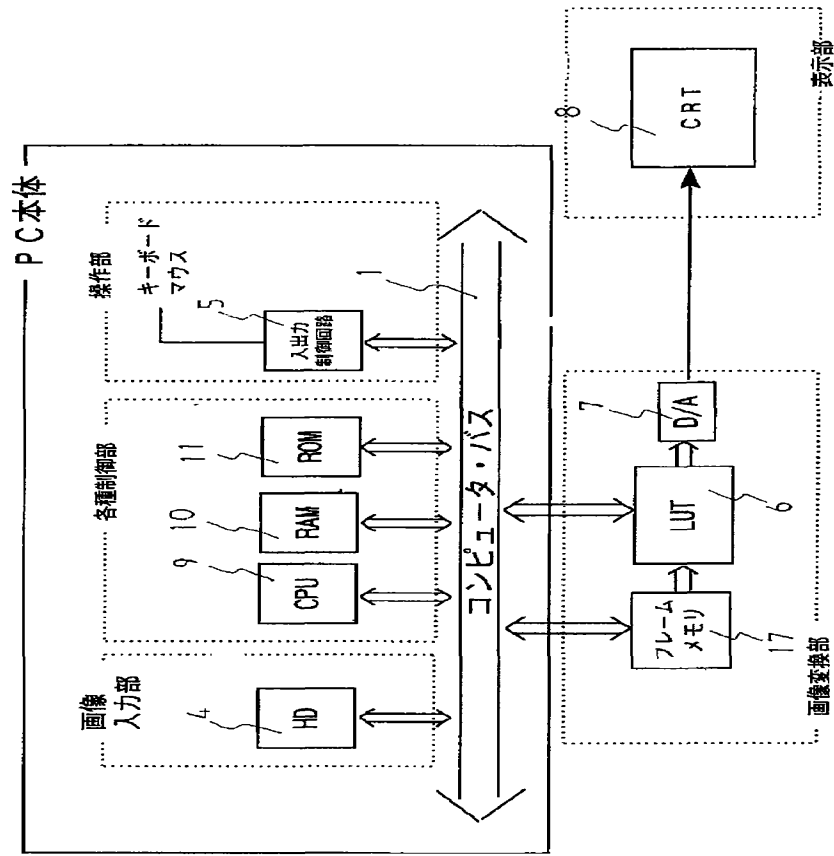 PC本体
画像
入力部
4
HD
各種制御部
9
CPU
10
RAM
11
ROM
操作部
キーボード
マウス
5
入出力
制御回路
1
コンピュータ・バス
画像変換部
フレーム
メモリ
17
LUT
6
7
D/A
表示部
8
CRT